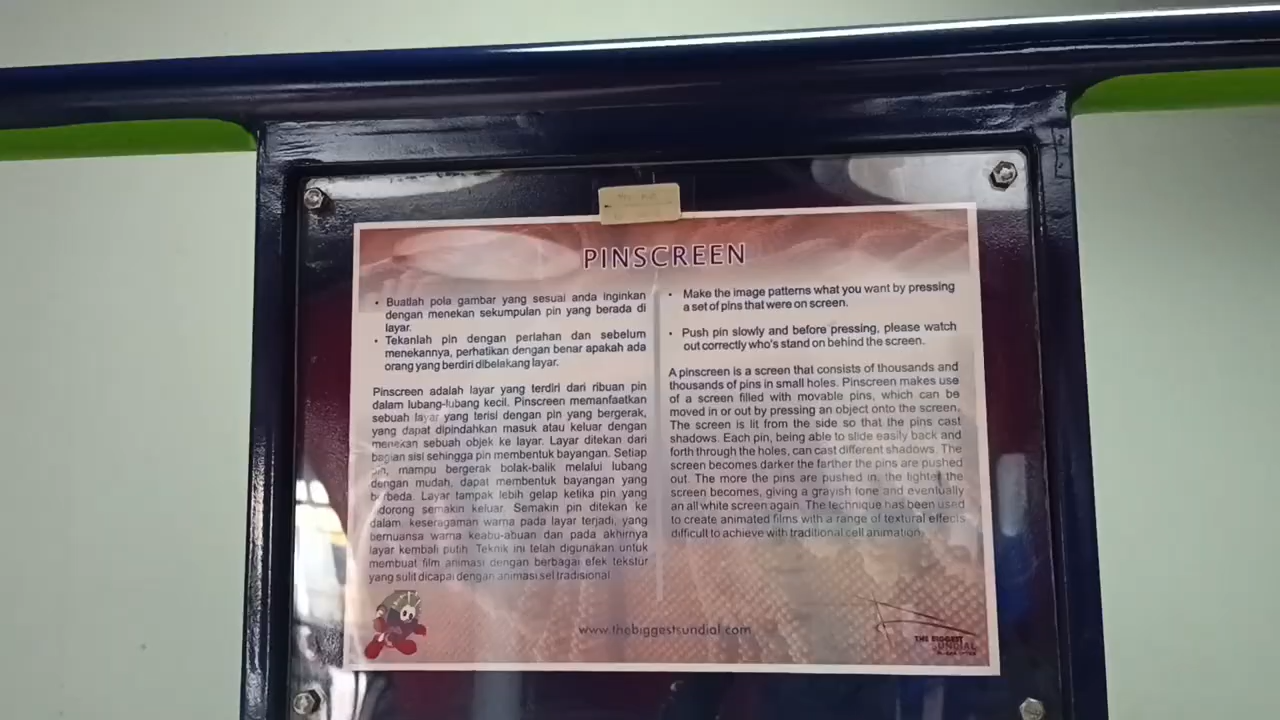 PINSCREEN
• Buatlah pola gambar yang sesuai anda inginkan
dengan menekan sekumpulan pin yang berada di
layar.
• Tekanlah pin dengan perlahan dan sebelum
menekannya, perhatikan dengan benar apakah ada
orang yang berdiri dibelakang layar.
Pinscreen adalah layar yang terdiri dari ribuan pin
dalam lubang-lubang kecil. Pinscreen memanfaatkan
sebuah layar yang terisi dengan pin yang bergerak,
yang dapat dipindahkan masuk atau keluar dengan
menekan sebuah objek ke layar. Layar ditekan dari
bagian sisi sehingga pin membentuk bayangan. Setiap
pin, mampu bergerak bolak-balik melalui lubang
dengan mudah, dapat membentuk bayangan yang
berbeda. Layar tampak lebih gelap ketika pin yang
didorong semakin keluar. Semakin pin ditekan ke
dalam, keseragaman warna pada layar terjadi, yang
bernuansa warna keabu-abuan dan pada akhirnya
layar kembali putih. Teknik ini telah digunakan untuk
membuat film animasi dengan berbagai efek tekstur
yang sulit dicapai dengan animasi sel tradisional
• Make the image patterns what you want by pressing
a set of pins that were on screen.
• Push pin slowly and before pressing, please watch
out correctly who's stand on behind the screen.
A pinscreen is a screen that consists of thousands and
thousands of pins in small holes. Pinscreen makes use
of a screen filled with movable pins, which can be
moved in or out by pressing an object onto the screen.
The screen is lit from the side so that the pins cast
shadows. Each pin, being able to slide easily back and
forth through the holes, can cast different shadows. The
screen becomes darker the farther the pins are pushed
out. The more the pins are pushed in, the lighter the
screen becomes, giving a grayish tone and eventually
an all white screen again. The technique has been used
to create animated films with a range of textural effects
difficult to achieve with traditional cell animation.
www.thebiggestsundial.com
THE BIGGEST
SUNDIAL